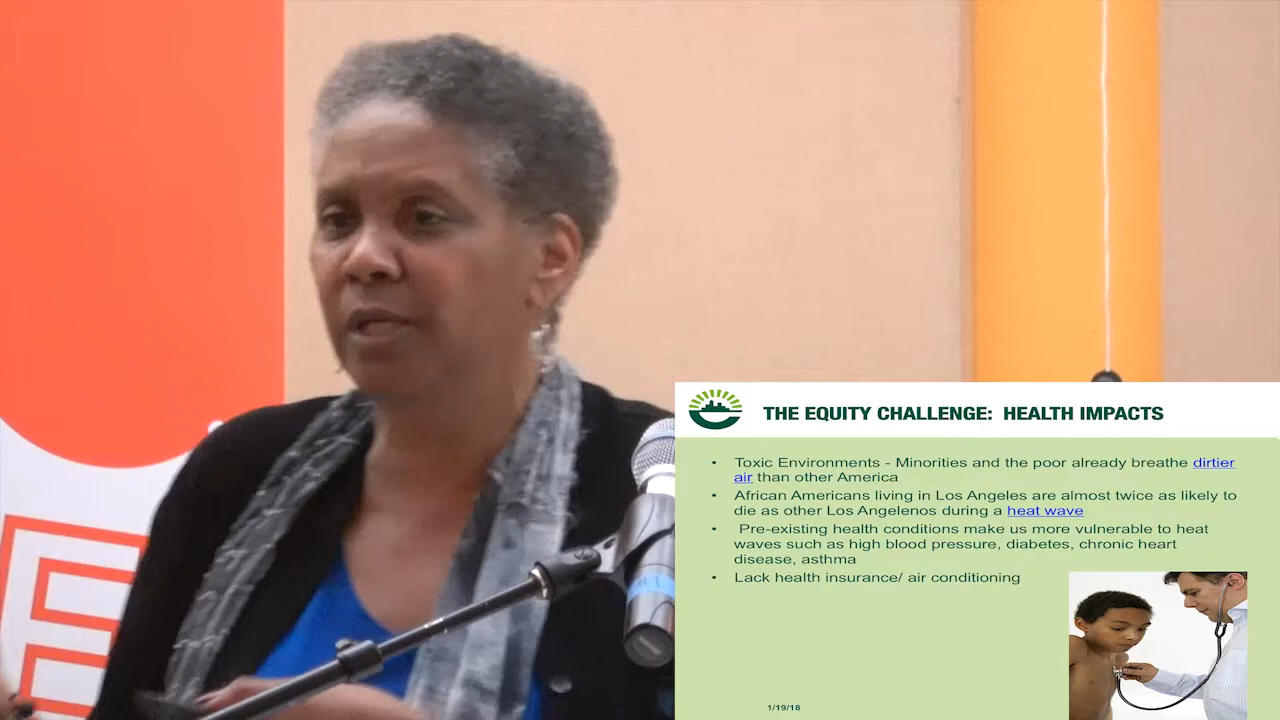 THE EQUITY CHALLENGE: HEALTH IMPACTS
• Toxic Environments - Minorities and the poor already breathe dirtier
air than other America
• African Americans living in Los Angeles are almost twice as likely to
die as other Los Angelenos during a heat wave
• Pre-existing health conditions make us more vulnerable to heat
waves such as high blood pressure, diabetes, chronic heart
disease, asthma
• Lack health insurance/ air conditioning
1/19/18